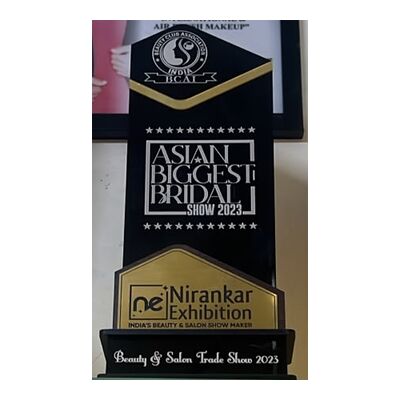 AIR BRUSH MAKEUP"
BEAUTY CLUB ASSOCIATION
INDIA
BCAI
ASIAN
BIGGEST
BRIDAL
SHOW 2023
ne
Nirankar
Exhibition
INDIA'S BEAUTY & SALON SHOW MAKER
Beauty & Salon Trade Show 2023